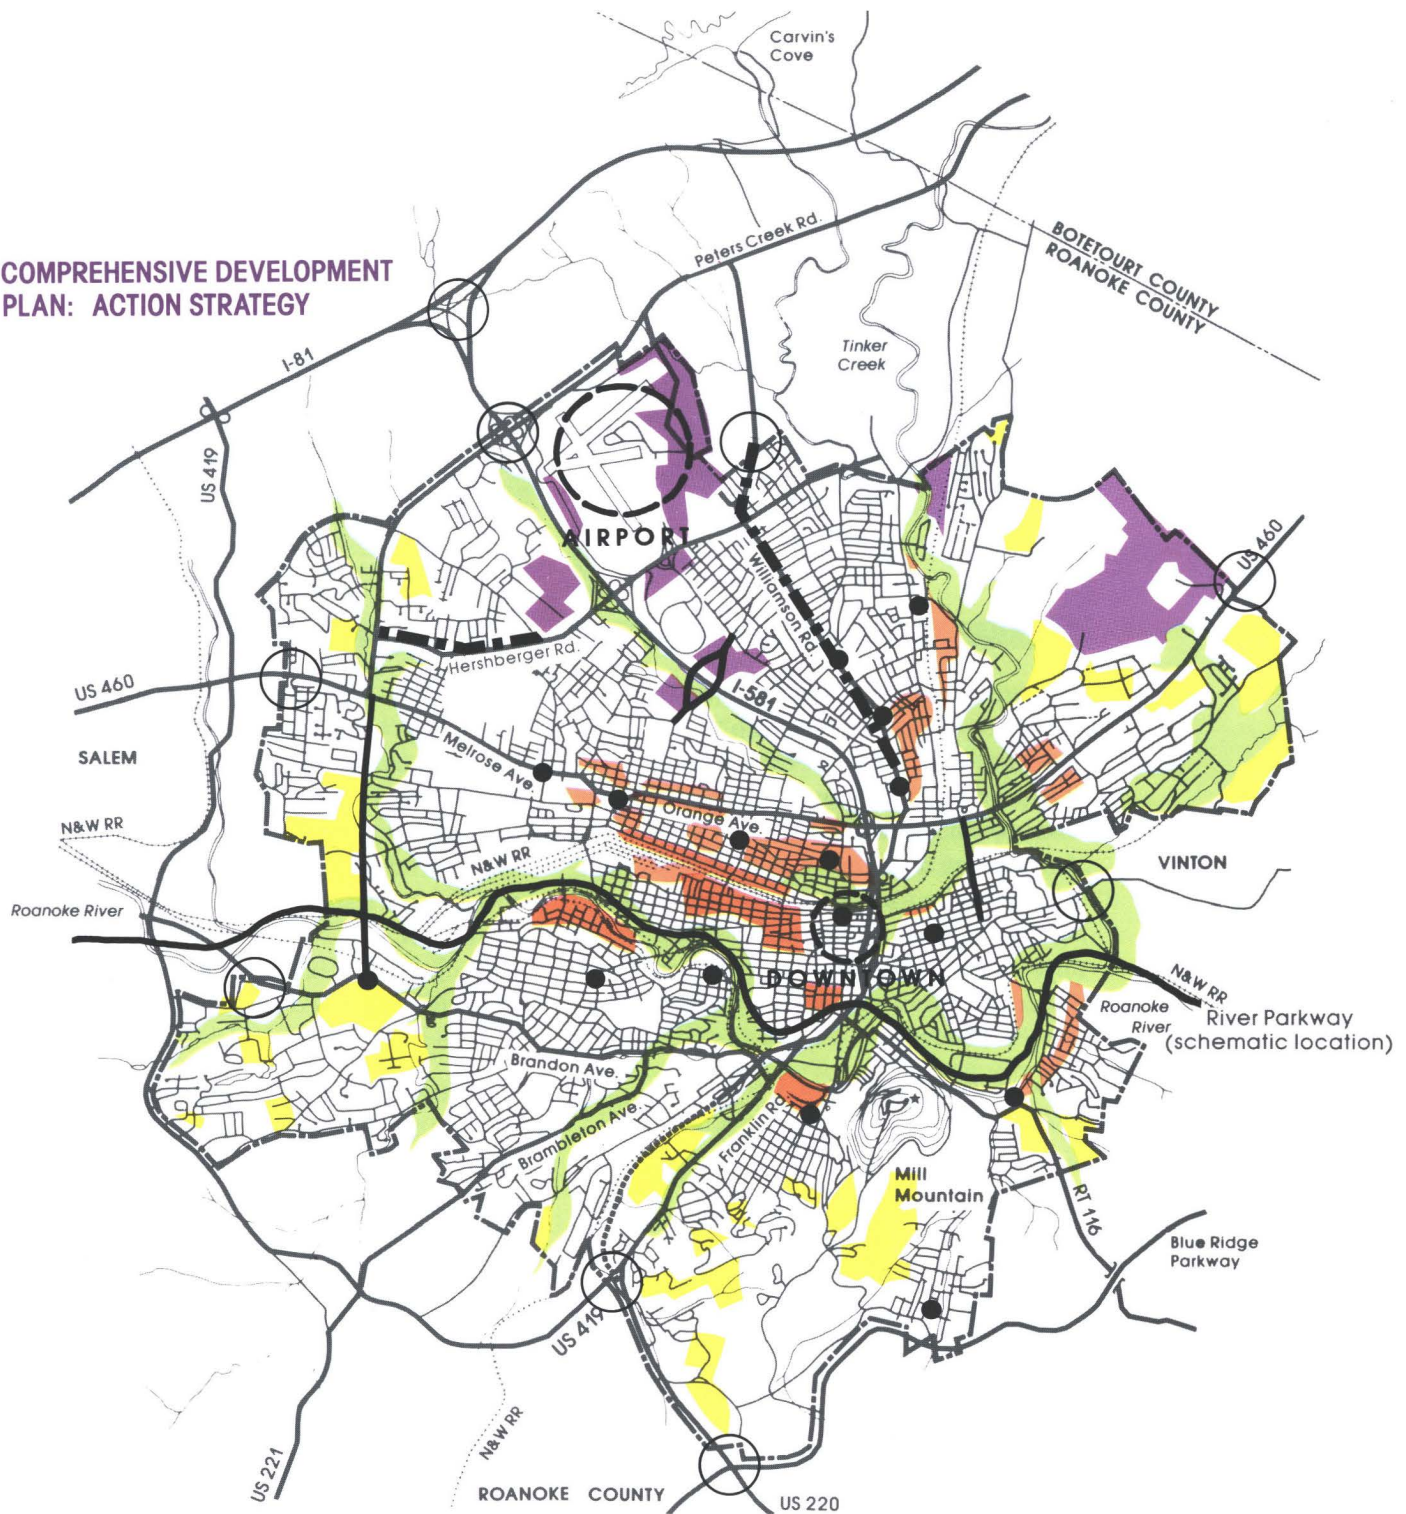 Carvin's
Cove
COMPREHENSIVE DEVELOPMENT
PLAN: ACTION STRATEGY
Peters Creek Rd.
BOTETOURT COUNTY
ROANOKE COUNTY
I-81
Tinker
Creek
US 419
AIRPORT
US 460
Williamson Rd.
Hershberger Rd.
US 460
I-581
SALEM
Melrose Ave.
Orange Ave.
N&W RR
N&W RR
VINTON
Roanoke River
DOWNTOWN
N&W RR
Roanoke
River
River Parkway
(schematic location)
Brandon Ave.
Brambleton Ave.
Franklin Rd.
Mill
Mountain
RT 116
Blue Ridge
Parkway
US 419
N&W RR
US 221
ROANOKE COUNTY
US 220